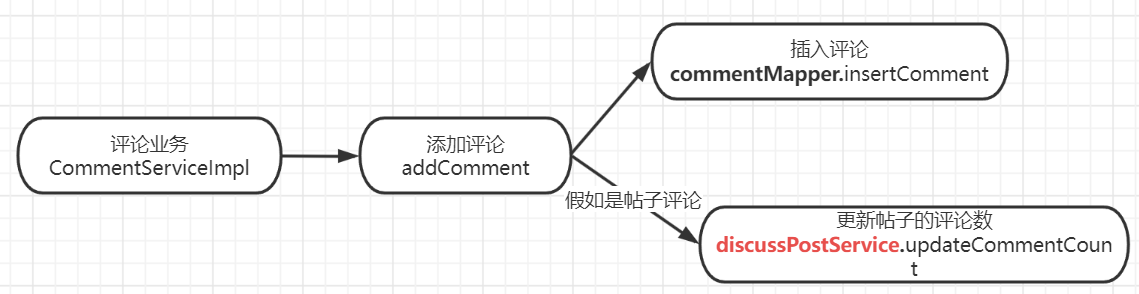 插入评论
commentMapper.insertComment
评论业务
CommentServiceImpl
添加评论
addComment
假如是帖子评论
更新帖子的评论数
discussPostService.updateCommentCoun
t